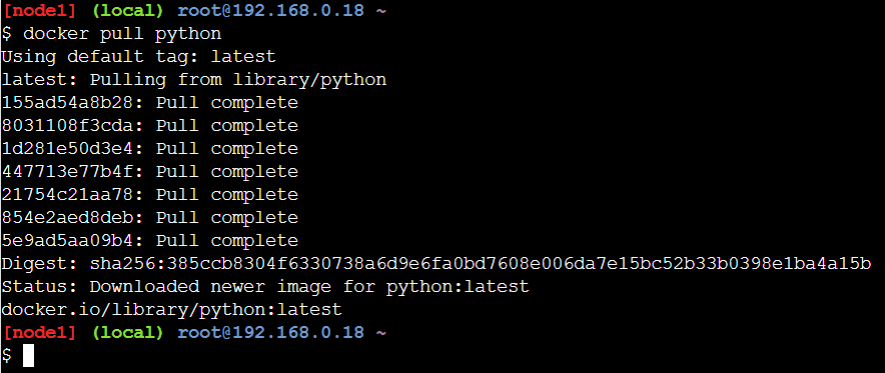 [node1] (local) root@192.168.0.18 ~
$ docker pull python
Using default tag: latest
latest: Pulling from library/python
155ad54a8b28: Pull complete
8031108f3cda: Pull complete
1d281e50d3e4: Pull complete
447713e77b4f: Pull complete
21754c21aa78: Pull complete
854e2aed8deb: Pull complete
5e9ad5aa09b4: Pull complete
Digest: sha256:385ccb8304f6330738a6d9e6fa0bd7608e006da7e15bc52b33b0398e1ba4a15b
Status: Downloaded newer image for python:latest
docker.io/library/python:latest
[node1] (local) root@192.168.0.18 ~
$